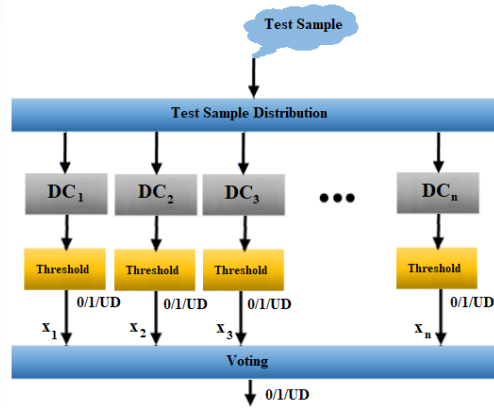 Test Sample
Test Sample Distribution
DC1 DC2 DC3 ••• DCn
Threshold Threshold Threshold Threshold
0/1/UD 0/1/UD 0/1/UD 0/1/UD
x1 x2 x3 xn
Voting
0/1/UD